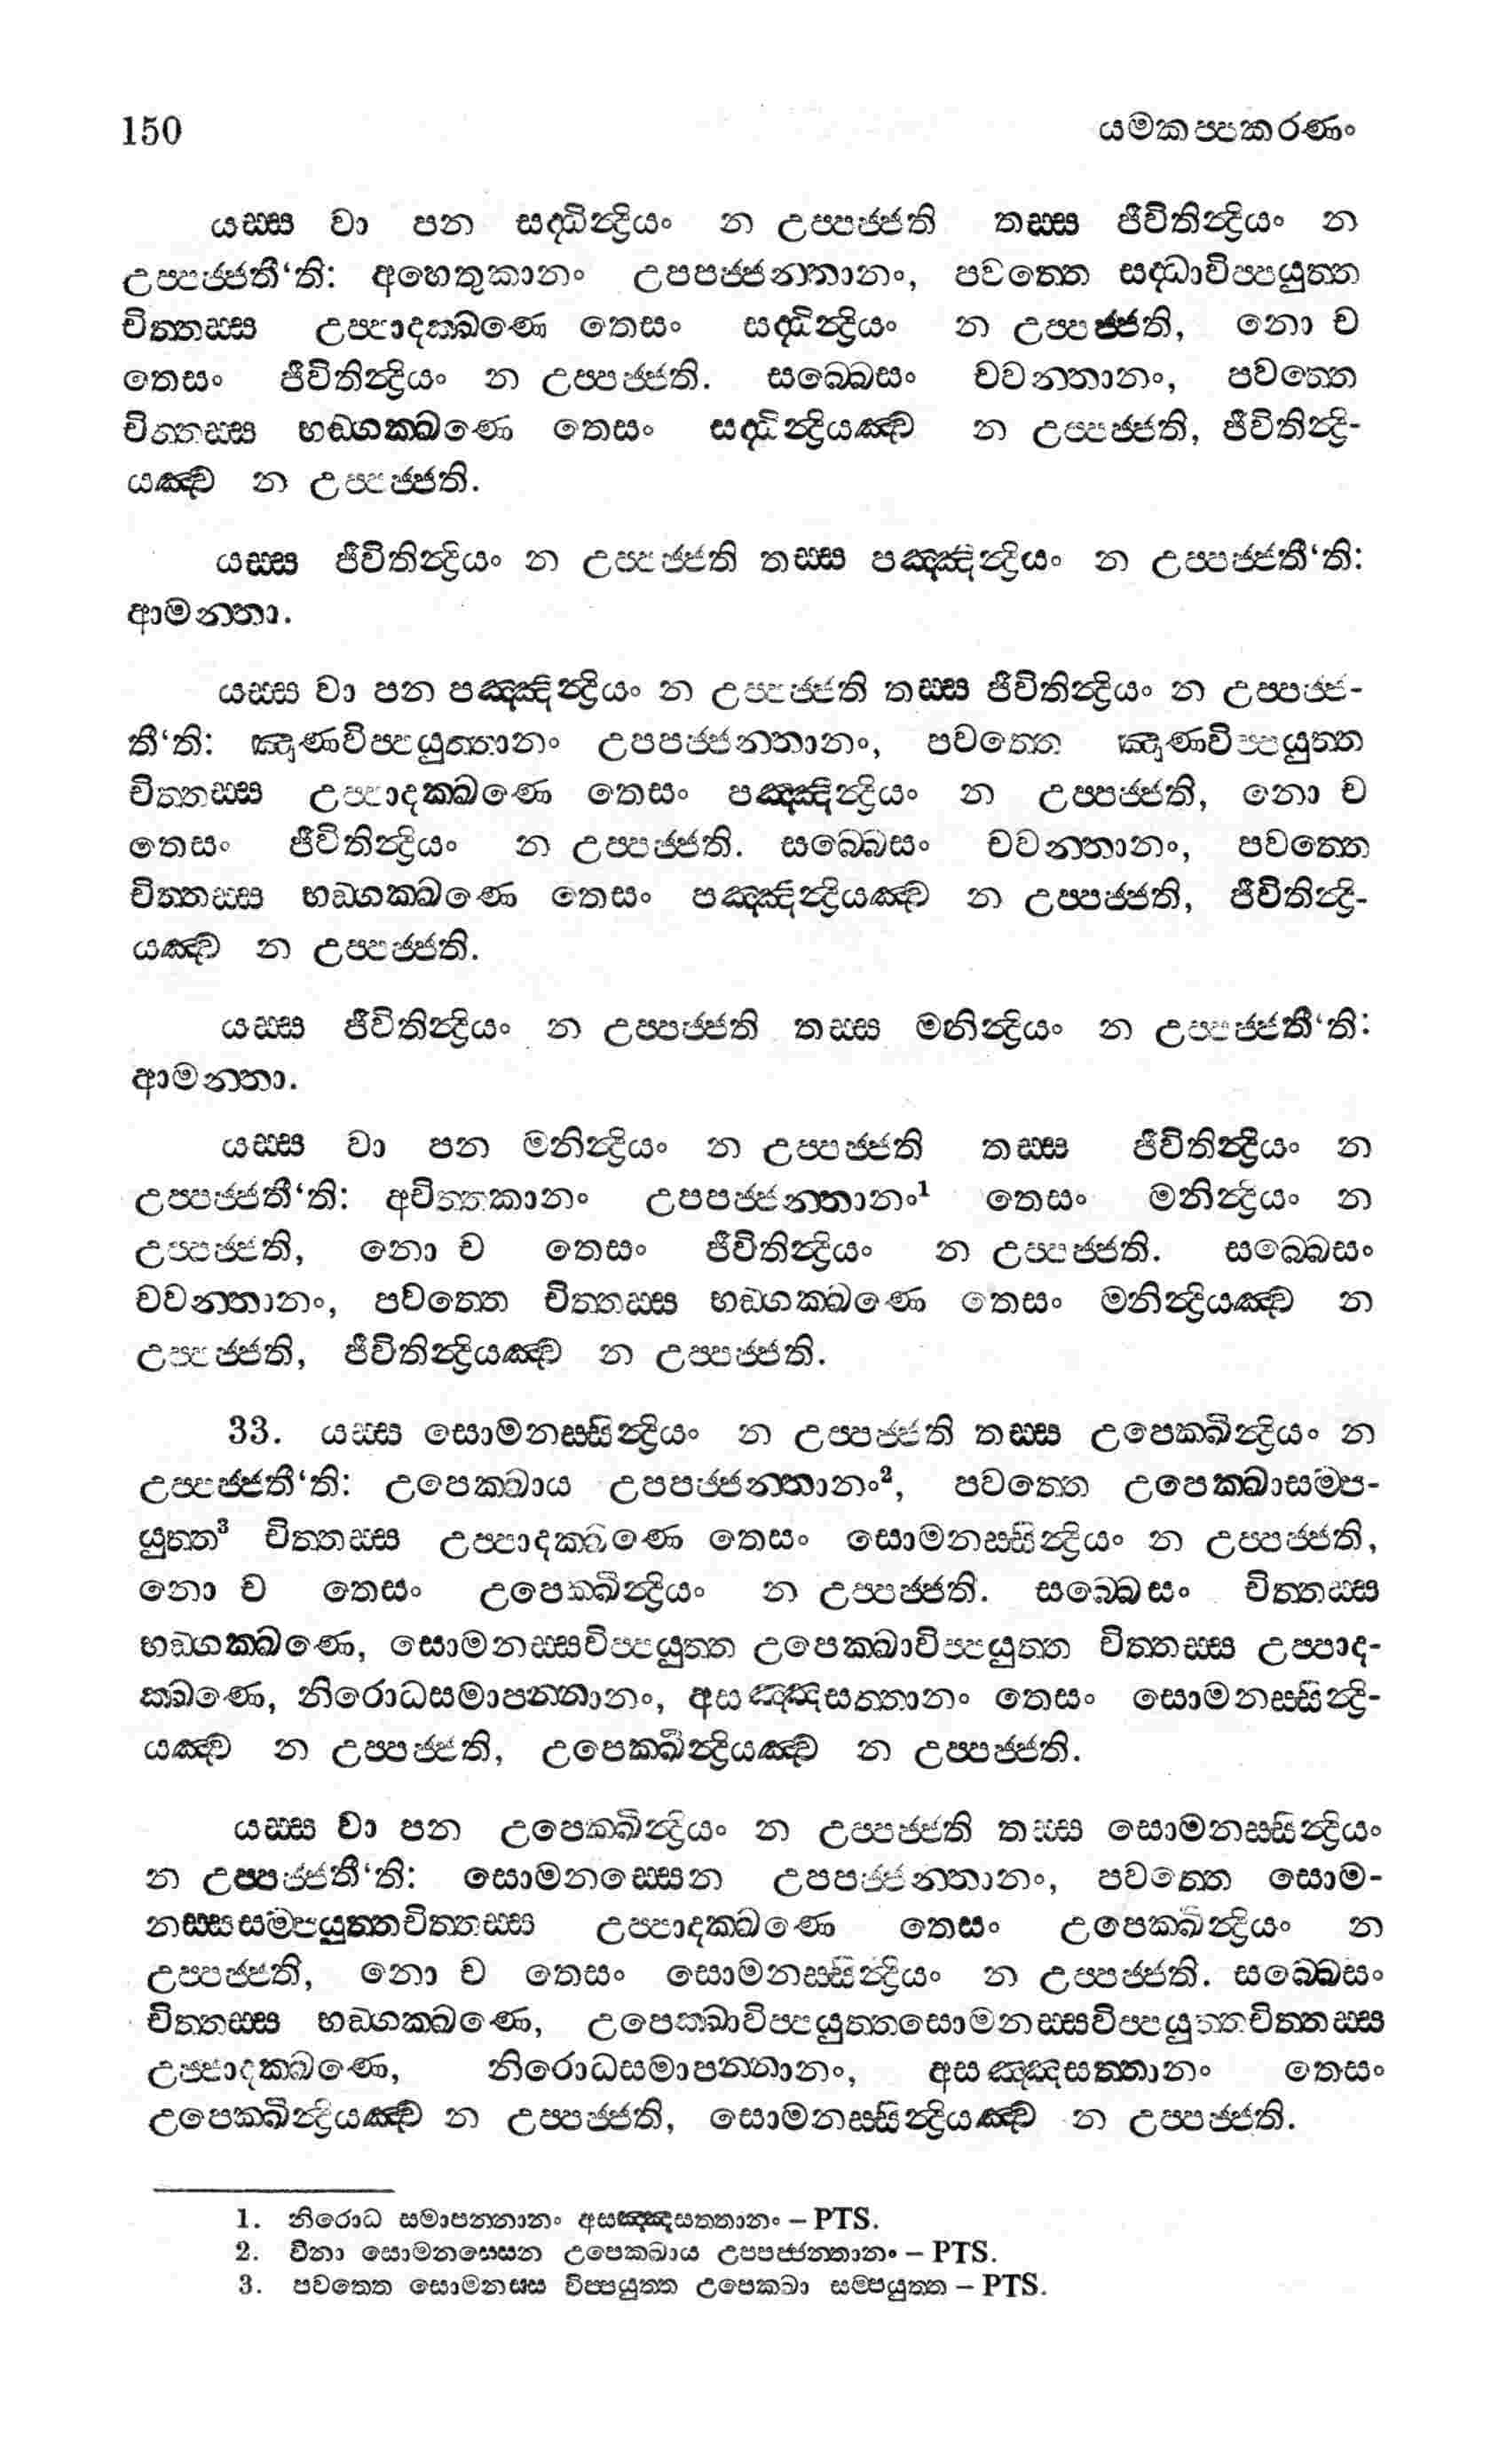 150 යමකප්පකරණං
යස්ස වා පන සද්ධින්ද්‍රියං න උප්පජ්ජති තස්ස ජීවිතින්ද්‍රියං න
උප්පජ්ජතී‘ති: අහෙතුකානං උපපජ්ජන්තානං, පවත්තෙ සද්ධාවිප්පයුත්ත
චිත්තස්ස උප්පාදක්ඛණෙ තෙසං සද්ධින්ද්‍රියං න උප්පජ්ජති, නො ච
තෙසං ජීවිතින්ද්‍රියං න උප්පජ්ජති. සබ්බෙසං චවන්තානං, පවත්තෙ
චිත්තස්ස භඞ්ගක්ඛණෙ තෙසං සද්ධින්ද්‍රියඤ්ච න උප්පජ්ජති, ජීවිතින්ද්‍රි-
යඤ්ච න උප්පජ්ජති.
යස්ස ජීවිතින්ද්‍රියං න උප්පජ්ජති තස්ස පඤ්ඤින්ද්‍රියං න උප්පජ්ජතී‘ති:
ආමන්තා.
යස්ස වා පන පඤ්ඤින්ද්‍රියං න උප්පජ්ජති තස්ස ජීවිතින්ද්‍රියං න උප්පජ්ජ-
තී‘ති: ඤාණවිප්පයුත්තානං උපපජ්ජන්තානං, පවත්තෙ ඤාණවිප්පයුත්ත
චිත්තස්ස උප්පාදක්ඛණෙ තෙසං පඤ්ඤින්ද්‍රියං න උප්පජ්ජති, නො ච
තෙසං ජීවිතින්ද්‍රියං න උප්පජ්ජති. සබ්බෙසං චවන්තානං, පවත්තෙ
චිත්තස්ස භඞ්ගක්ඛණෙ තෙසං පඤ්ඤින්ද්‍රියඤ්ච න උප්පජ්ජති, ජීවිතින්ද්‍රි-
යඤ්ච න උප්පජ්ජති.
යස්ස ජීවිතින්ද්‍රියං න උප්පජ්ජති තස්ස මනින්ද්‍රියං න උප්පජ්ජතී‘ති:
ආමන්තා.
යස්ස වා පන මනින්ද්‍රියං න උප්පජ්ජති තස්ස ජීවිතින්ද්‍රියං න
උප්පජ්ජතී‘ති: අචිත්තකානං උපපජ්ජන්තානං¹ තෙසං මනින්ද්‍රියං න
උප්පජ්ජති, නො ච තෙසං ජීවිතින්ද්‍රියං න උප්පජ්ජති. සබ්බෙසං
චවන්තානං, පවත්තෙ චිත්තස්ස භඞ්ගක්ඛණෙ තෙසං මනින්ද්‍රියඤ්ච න
උප්පජ්ජති, ජීවිතින්ද්‍රියඤ්ච න උප්පජ්ජති.
33. යස්ස සොමනස්සින්ද්‍රියං න උප්පජ්ජති තස්ස උපෙක්ඛින්ද්‍රියං න
උප්පජ්ජතී‘ති: උපෙක්ඛාය උපපජ්ජන්තානං², පවත්තෙ උපෙක්ඛාසම්ප-
යුත්ත³ චිත්තස්ස උප්පාදක්ඛණෙ තෙසං සොමනස්සින්ද්‍රියං න උප්පජ්ජති,
නො ච තෙසං උපෙක්ඛින්ද්‍රියං න උප්පජ්ජති. සබ්බෙසං චිත්තස්ස
භඞ්ගක්ඛණෙ, සොමනස්සවිප්පයුත්ත උපෙක්ඛාවිප්පයුත්ත චිත්තස්ස උප්පාද-
ක්ඛණෙ, නිරොධසමාපන්නානං, අසඤ්ඤසත්තානං තෙසං සොමනස්සින්ද්‍රි-
යඤ්ච න උප්පජ්ජති, උපෙක්ඛින්ද්‍රියඤ්ච න උප්පජ්ජති.
යස්ස වා පන උපෙක්ඛින්ද්‍රියං න උප්පජ්ජති තස්ස සොමනස්සින්ද්‍රියං
න උප්පජ්ජතී‘ති: සොමනස්සෙන උපපජ්ජන්තානං, පවත්තෙ සොම-
නස්සසම්පයුත්තචිත්තස්ස උප්පාදක්ඛණෙ තෙසං උපෙක්ඛින්ද්‍රියං න
උප්පජ්ජති, නො ච තෙසං සොමනස්සින්ද්‍රියං න උප්පජ්ජති. සබ්බෙසං
චිත්තස්ස භඞ්ගක්ඛණෙ, උපෙක්ඛාවිප්පයුත්තසොමනස්සවිප්පයුත්තචිත්තස්ස
උප්පාදක්ඛණෙ, නිරොධසමාපන්නානං, අසඤ්ඤසත්තානං තෙසං
උපෙක්ඛින්ද්‍රියඤ්ච න උප්පජ්ජති, සොමනස්සින්ද්‍රියඤ්ච න උප්පජ්ජති.
1. නිරොධ සමාපන්නානං අසඤ්ඤසත්තානං – PTS.
2. විනා සොමනස්සෙන උපෙක්ඛාය උපපජ්ජන්තානං – PTS.
3. පවත්තෙ සොමනස්ස විප්පයුත්ත උපෙක්ඛා සම්පයුත්ත – PTS.